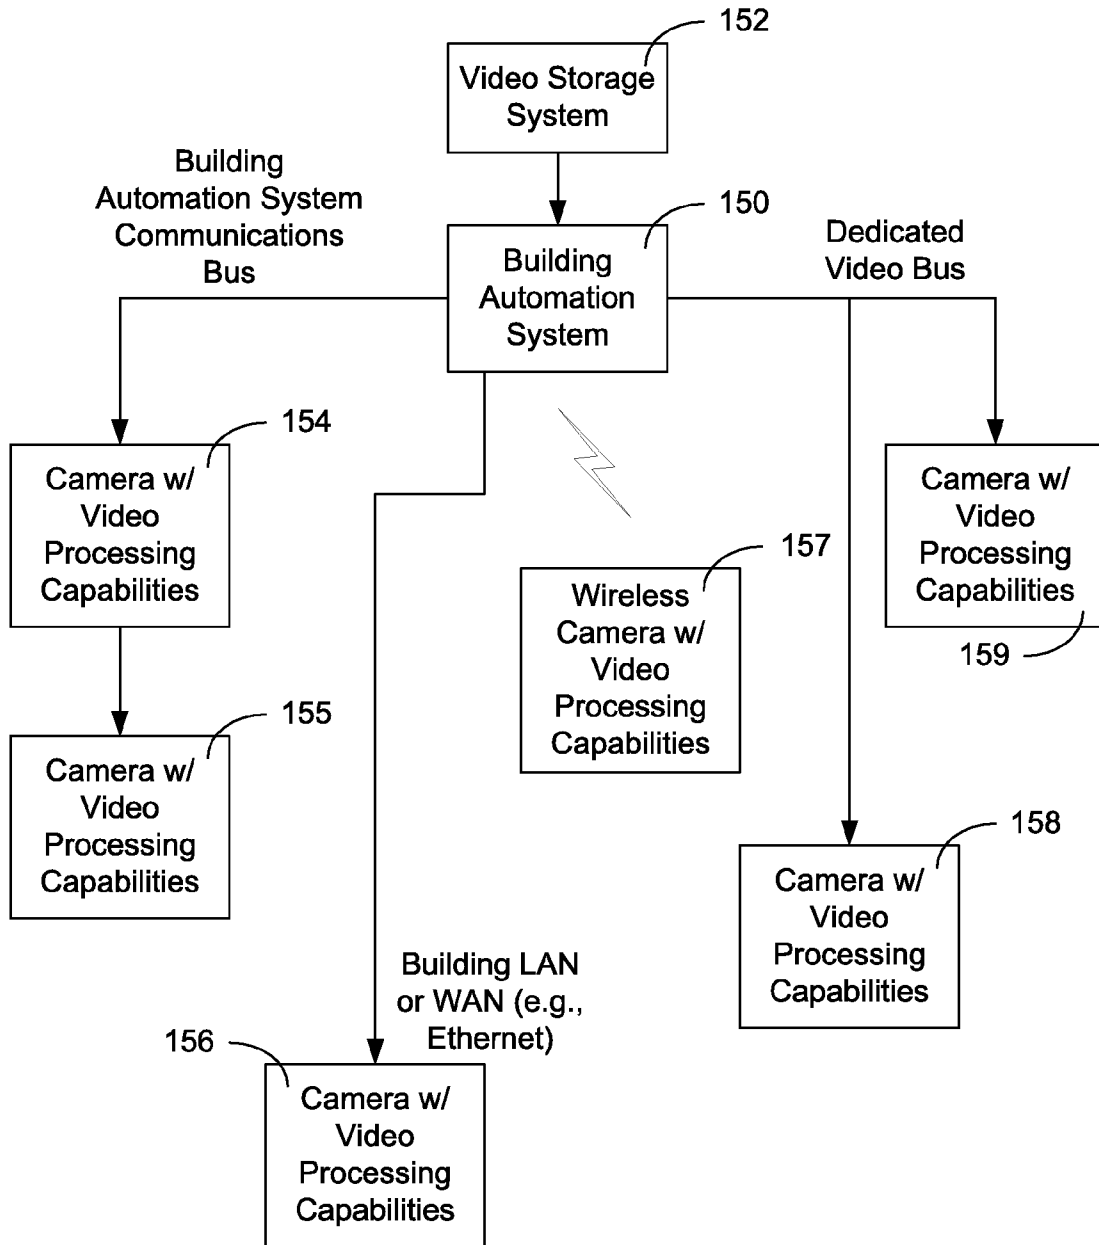 152
Video Storage
System
Building
Automation System
Communications
Bus
150
Building
Automation
System
Dedicated
Video Bus
154
Camera w/
Video
Processing
Capabilities
Camera w/
Video
Processing
Capabilities
159
157
Wireless
Camera w/
Video
Processing
Capabilities
155
Camera w/
Video
Processing
Capabilities
158
Camera w/
Video
Processing
Capabilities
Building LAN
or WAN (e.g.,
Ethernet)
156
Camera w/
Video
Processing
Capabilities